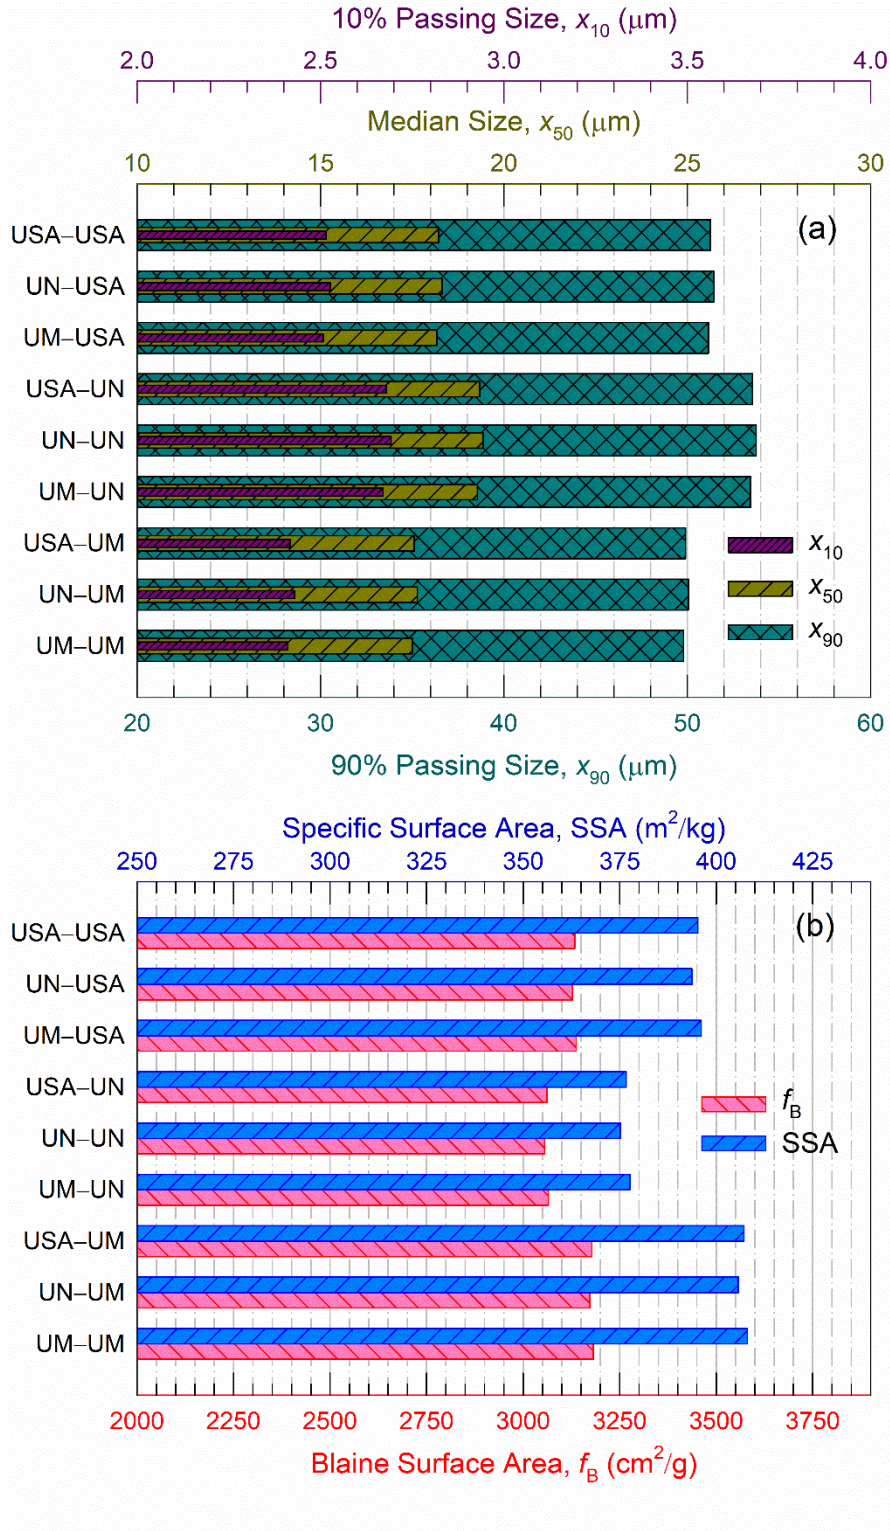 10% Passing Size, x10 (μm)
2.0 2.5 3.0 3.5 4.0
Median Size, x50 (μm)
10 15 20 25 30
(a)
USA–USA
UN–USA
UM–USA
USA–UN
UN–UN
UM–UN
USA–UM
UN–UM
UM–UM
x10
x50
x90
20 30 40 50 60
90% Passing Size, x90 (μm)
Specific Surface Area, SSA (m2/kg)
250 275 300 325 350 375 400 425
(b)
USA–USA
UN–USA
UM–USA
USA–UN
UN–UN
UM–UN
USA–UM
UN–UM
UM–UM
fB
SSA
2000 2250 2500 2750 3000 3250 3500 3750
Blaine Surface Area, fB (cm2/g)